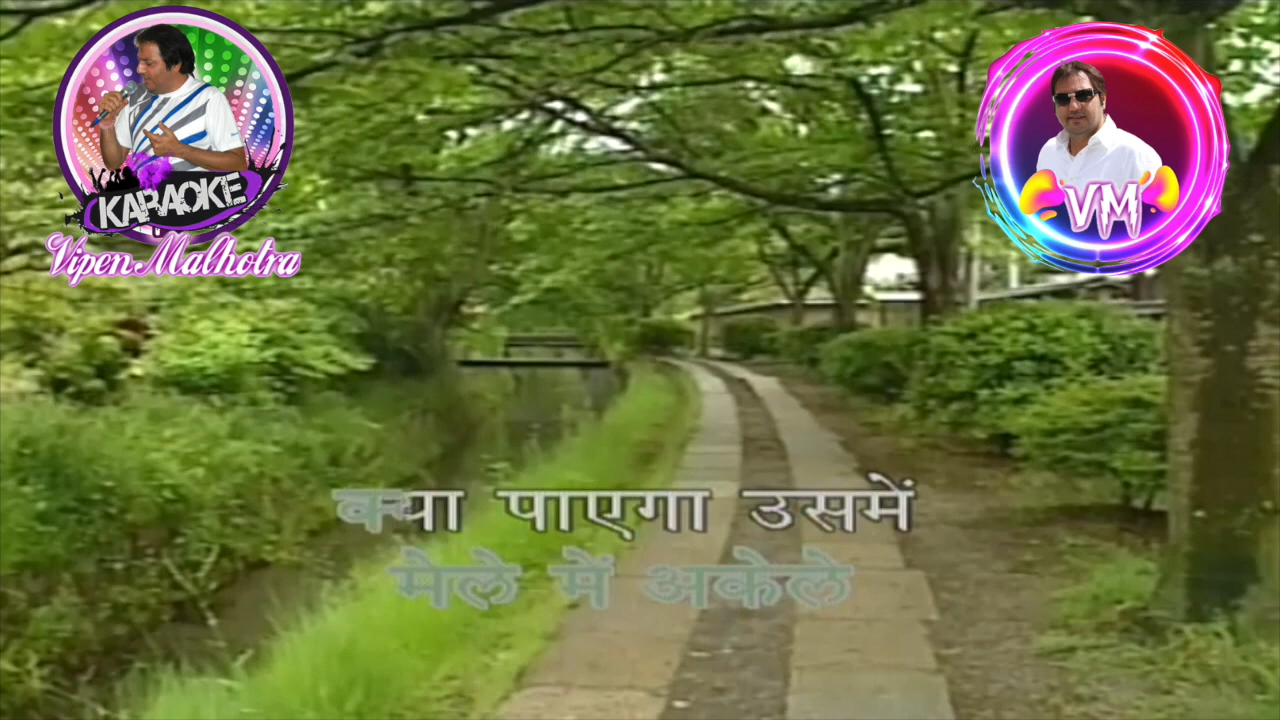 KARAOKE
Vipen Malhotra
VM
क्या पाएगा उसमें
मेले में अकेले